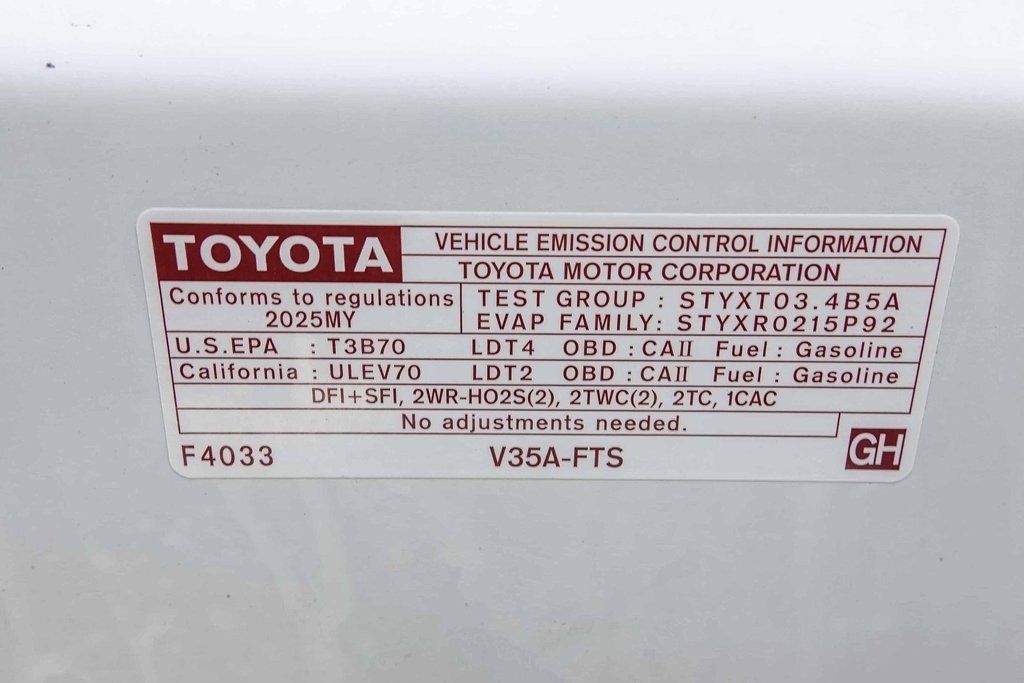 TOYOTA VEHICLE EMISSION CONTROL INFORMATION
TOYOTA MOTOR CORPORATION
Conforms to regulations
2025MY
TEST GROUP : STYXT03.4B5A
EVAP FAMILY: STYXR0215P92
U.S.EPA : T3B70 LDT4 OBD : CAII Fuel : Gasoline
California : ULEV70 LDT2 OBD : CAII Fuel : Gasoline
DFI+SFI, 2WR-HO2S(2), 2TWC(2), 2TC, 1CAC
No adjustments needed.
F4033 V35A-FTS GH